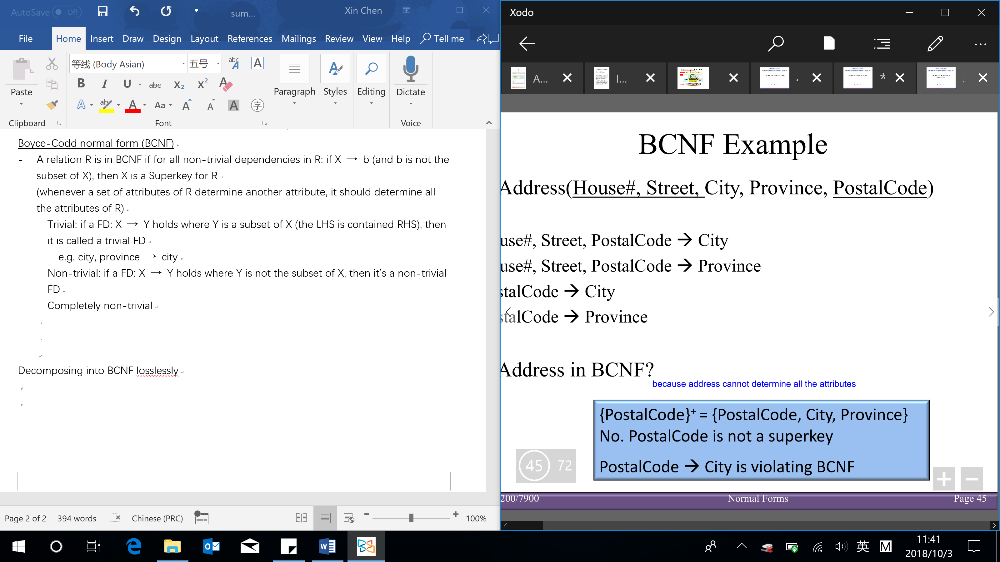 AutoSave Off
sum...
Xin Chen
File Home Insert Draw Design Layout References Mailings Review View Help Tell me
等线 (Body Asian) 五号
Paste
Paragraph Styles Editing Dictate
Clipboard Font Voice
Boyce-Codd normal form (BCNF)
- A relation R is in BCNF if for all non-trivial dependencies in R: if X → b (and b is not the
subset of X), then X is a Superkey for R
(whenever a set of attributes of R determine another attribute, it should determine all
the attributes of R)
Trivial: if a FD: X → Y holds where Y is a subset of X (the LHS is contained RHS), then
it is called a trivial FD
e.g. city, province → city
Non-trivial: if a FD: X → Y holds where Y is not the subset of X, then it's a non-trivial
FD
Completely non-trivial
Decomposing into BCNF losslessly
Page 2 of 2 394 words Chinese (PRC) 100%
Xodo
A... I... *
BCNF Example
Address(House#, Street, City, Province, PostalCode)
use#, Street, PostalCode → City
use#, Street, PostalCode → Province
stalCode → City
stalCode → Province
Address in BCNF?
because address cannot determine all the attributes
{PostalCode}+ = {PostalCode, City, Province}
No. PostalCode is not a superkey
PostalCode → City is violating BCNF
45 72
200/7900 Normal Forms Page 45
英 M
11:41
2018/10/3